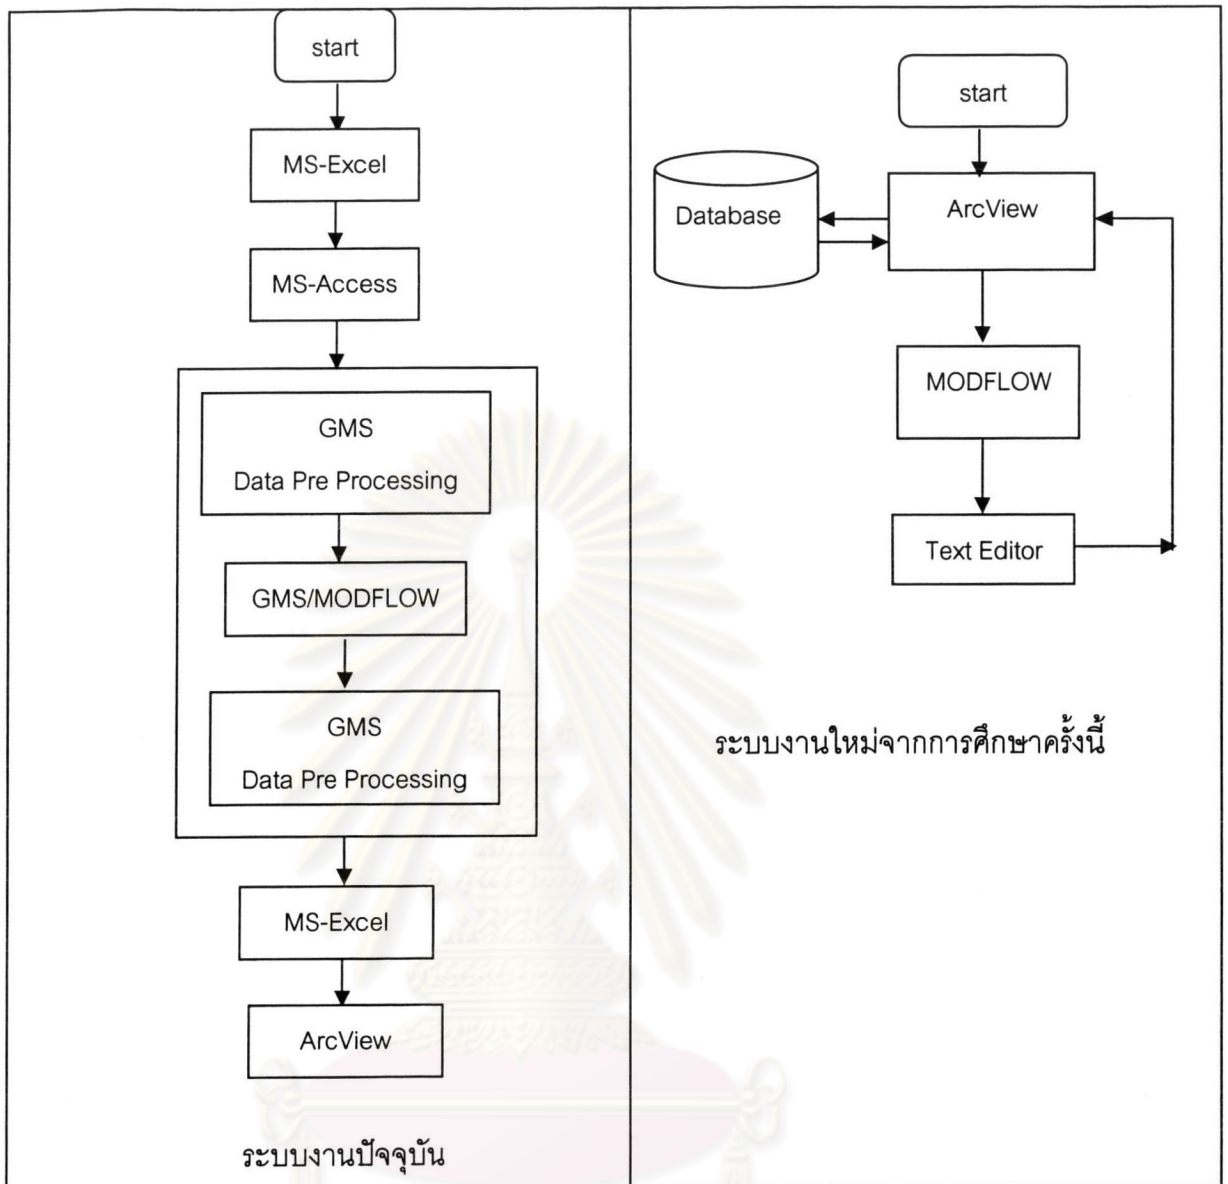 start
MS-Excel
MS-Access
GMS
Data Pre Processing
GMS/MODFLOW
GMS
Data Pre Processing
MS-Excel
ArcView
ระบบงานปัจจุบัน
start
Database
ArcView
MODFLOW
Text Editor
ระบบงานใหม่จากการศึกษาครั้งนี้